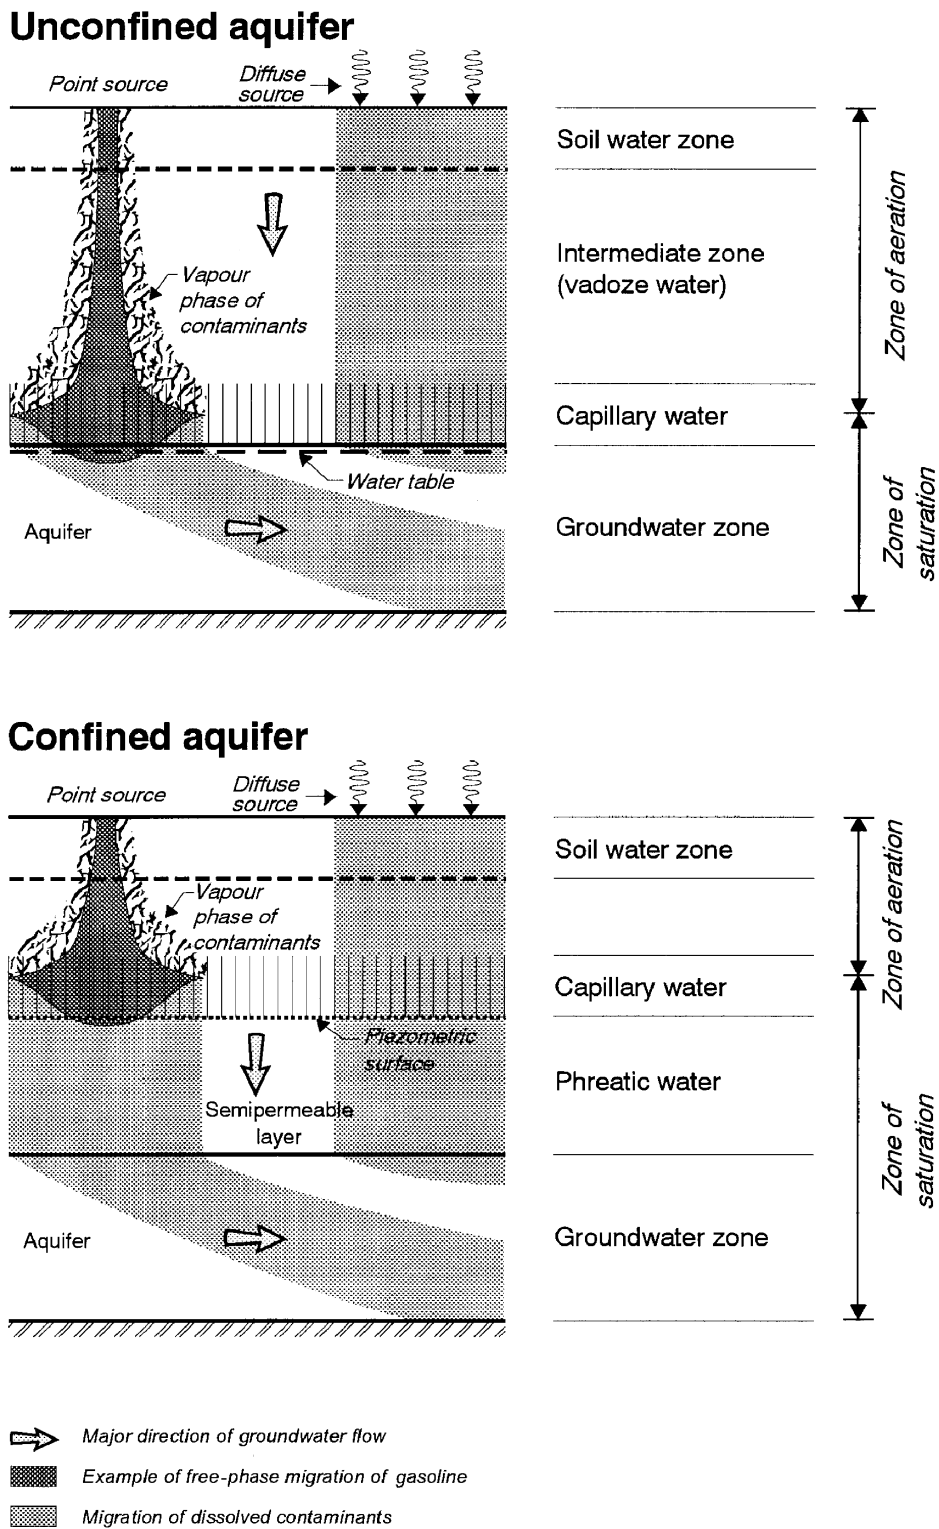 Unconfined aquifer
Point source
Diffuse
source
Vapour
phase of
contaminants
Water table
Aquifer
Soil water zone
Intermediate zone
(vadoze water)
Capillary water
Groundwater zone
Zone of aeration
Zone of
saturation
Confined aquifer
Point source
Diffuse
source
Vapour
phase of
contaminants
Piezometric
surface
Semipermeable
layer
Aquifer
Soil water zone
Capillary water
Phreatic water
Groundwater zone
Zone of aeration
Zone of
saturation
Major direction of groundwater flow
Example of free-phase migration of gasoline
Migration of dissolved contaminants